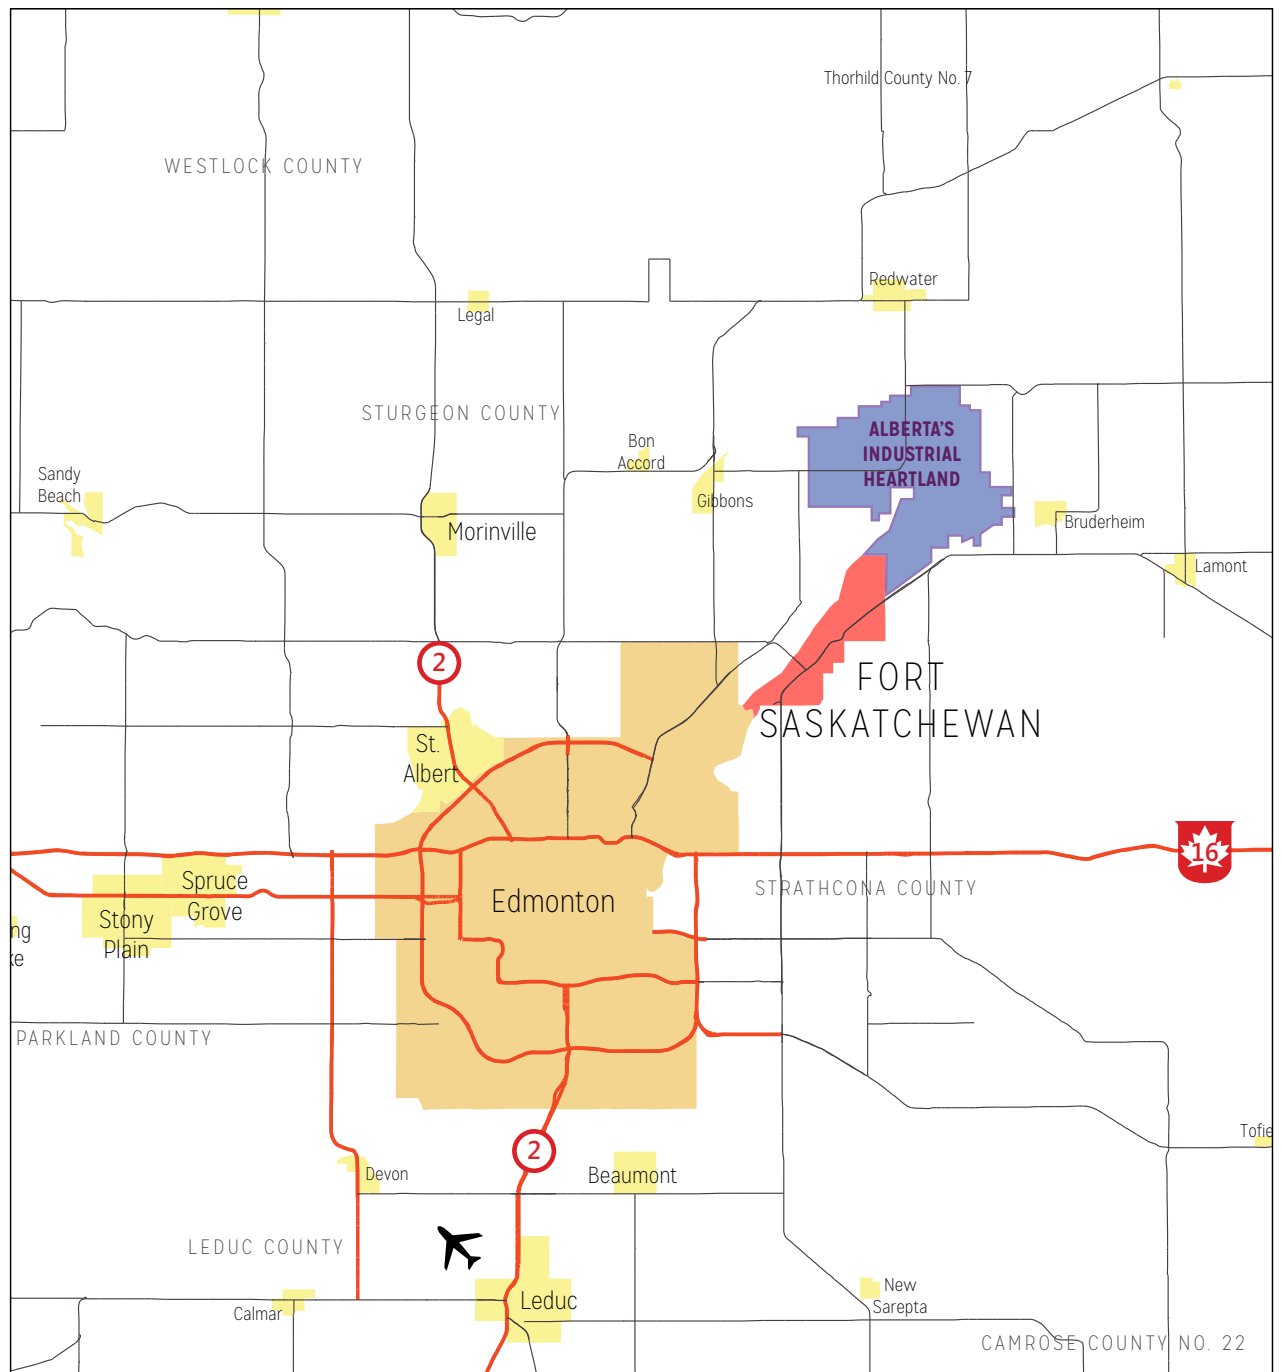 Thorhild County No. 7
WESTLOCK COUNTY
Redwater
Legal
STURGEON COUNTY
ALBERTA'S
INDUSTRIAL
HEARTLAND
Bon
Accord
Gibbons
Sandy
Beach
Morinville
Bruderheim
Lamont
2
FORT
SASKATCHEWAN
St.
Albert
16
Spruce
Grove
STRATHCONA COUNTY
Edmonton
Stony
Plain
ng
ke
PARKLAND COUNTY
Tofie
2
Devon
Beaumont
LEDUC COUNTY
New
Sarepta
Leduc
Calmar
CAMROSE COUNTY NO. 22